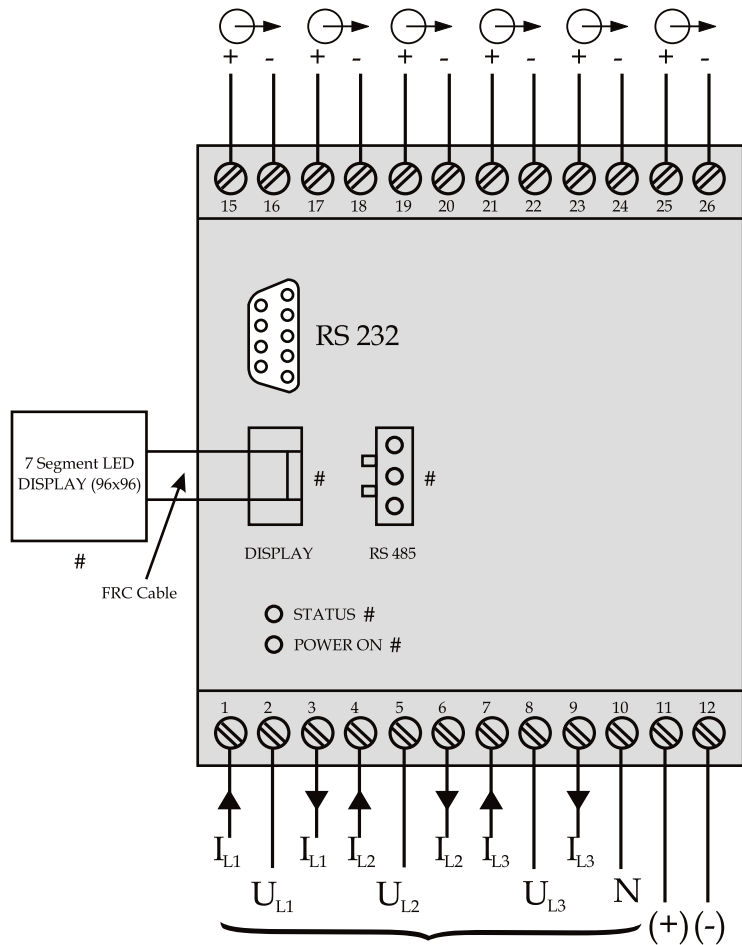 + - + - + - + - + - + -
15 16 17 18 19 20 21 22 23 24 25 26
RS 232
7 Segment LED
DISPLAY (96x96)
#
FRC Cable
#
DISPLAY
#
RS 485
STATUS #
POWER ON #
1 2 3 4 5 6 7 8 9 10 11 12
IL1 IL1 IL2 IL2 IL3 IL3
UL1 UL2 UL3 N
(+) (-)